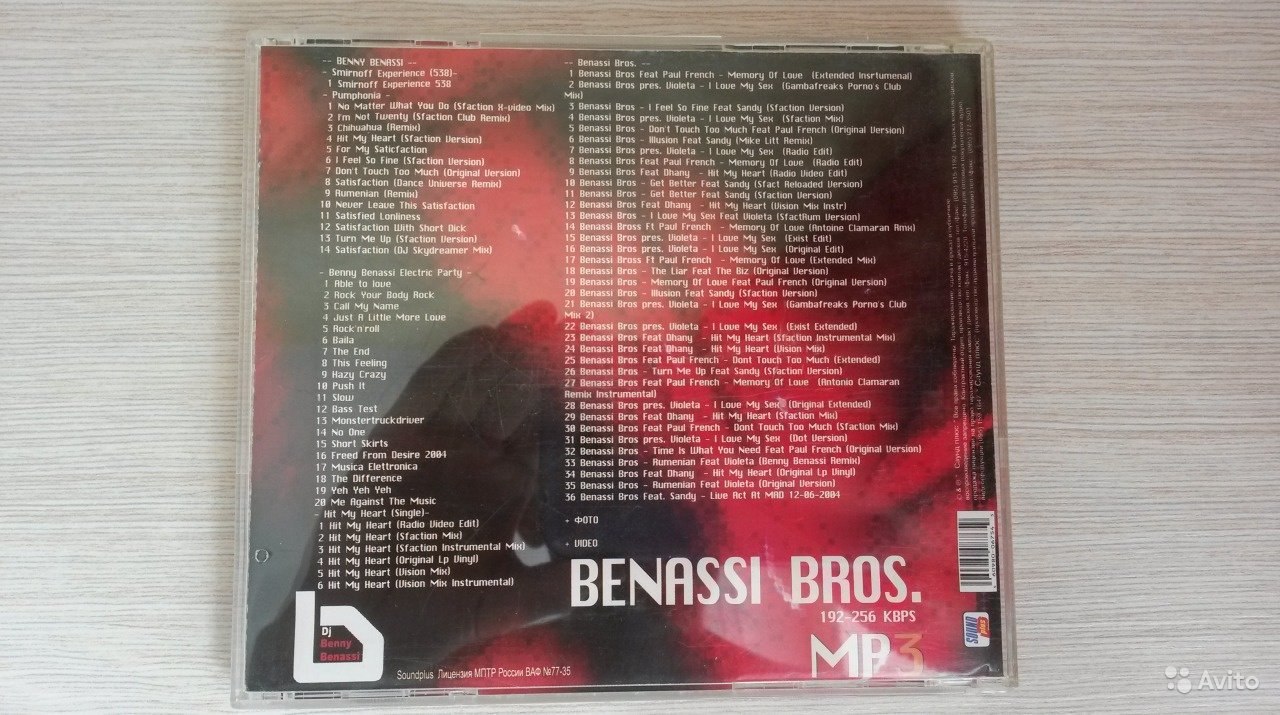 -- BENNY BENASSI --
- Smirnoff Experience (538)-
1 Smirnoff Experience 538
- Pumphonia -
1 No Matter What You Do (Sfaction X-video Mix)
2 I'm Not Twenty (Sfaction Club Remix)
3 Chihuahua (Remix)
4 Hit My Heart (Sfaction Version)
5 For My Saticfaction
6 I Feel So Fine (Sfaction Version)
7 Don't Touch Too Much (Original Version)
8 Satisfaction (Dance Universe Remix)
9 Rumenian (Remix)
10 Never Leave This Satisfaction
11 Satisfied Lonliness
12 Satisfaction With Short Dick
13 Turn Me Up (Sfaction Version)
14 Satisfaction (DJ Skydreamer Mix)
- Benny Benassi Electric Party -
1 Able to love
2 Rock Your Body Rock
3 Call My Name
4 Just A Little More Love
5 Rock'n'roll
6 Baila
7 The End
8 This Feeling
9 Hazy Crazy
10 Push It
11 Slow
12 Bass Test
13 Monstertruckdriver
14 No One
15 Short Skirts
16 Freed From Desire 2004
17 Musica Elettronica
18 The Difference
19 Yeh Yeh Yeh
20 Me Against The Music
- Hit My Heart (Single)-
1 Hit My Heart (Radio Video Edit)
2 Hit My Heart (Sfaction Mix)
3 Hit My Heart (Sfaction Instrumental Mix)
4 Hit My Heart (Original Lp Vinyl)
5 Hit My Heart (Vision Mix)
6 Hit My Heart (Vision Mix Instrumental)
Dj
Benny
Benassi
Soundplus Лицензия МПТР России ВАФ №77-35
-- Benassi Bros. --
1 Benassi Bros Feat Paul French - Memory Of Love (Extended Insrtumenal)
2 Benassi Bros pres. Violeta - I Love My Sex (Gambafreaks Porno's Club
Mix)
3 Benassi Bros - I Feel So Fine Feat Sandy (Sfaction Version)
4 Benassi Bros pres. Violeta - I Love My Sex (Sfaction Mix)
5 Benassi Bros - Don't Touch Too Much Feat Paul French (Original Version)
6 Benassi Bros - Illusion Feat Sandy (Mike Litt Remix)
7 Benassi Bros pres. Violeta - I Love My Sex (Radio Edit)
8 Benassi Bros Feat Paul French - Memory Of Love (Radio Edit)
9 Benassi Bros Feat Dhany - Hit My Heart (Radio Video Edit)
10 Benassi Bros - Get Better Feat Sandy (Sfact Reloaded Version)
11 Benassi Bros - Get Better Feat Sandy (Sfaction Version)
12 Benassi Bros Feat Dhany - Hit My Heart (Vision Mix Instr)
13 Benassi Bros - I Love My Sex Feat Violeta (SfactRum Version)
14 Benassi Bross Ft Paul French - Memory Of Love (Antoine Clamaran Rmx)
15 Benassi Bros pres. Violeta - I Love My Sex (Exist Edit)
16 Benassi Bros pres. Violeta - I Love My Sex (Original Edit)
17 Benassi Bross Ft Paul French - Memory Of Love (Extended Mix)
18 Benassi Bros - The Liar Feat The Biz (Original Version)
19 Benassi Bros - Memory Of Love Feat Paul French (Original Version)
20 Benassi Bros - Illusion Feat Sandy (Sfaction Version)
21 Benassi Bros pres. Violeta - I Love My Sex (Gambafreaks Porno's Club
Mix 2)
22 Benassi Bros pres. Violeta - I Love My Sex (Exist Extended)
23 Benassi Bros Feat Dhany - Hit My Heart (Sfaction Instrumental Mix)
24 Benassi Bros Feat Dhany - Hit My Heart (Vision Mix)
25 Benassi Bros Feat Paul French - Dont Touch Too Much (Extended)
26 Benassi Bros - Turn Me Up Feat Sandy (Sfaction Version)
27 Benassi Bros Feat Paul French - Memory Of Love (Antonio Clamaran
Remix Instrumental)
28 Benassi Bros pres. Violeta - I Love My Sex (Original Extended)
29 Benassi Bros Feat Dhany - Hit My Heart (Sfaction Mix)
30 Benassi Bros Feat Paul French - Dont Touch Too Much (Sfaction Mix)
31 Benassi Bros pres. Violeta - I Love My Sex (Dot Version)
32 Benassi Bros - Time Is What You Need Feat Paul French (Original Version)
33 Benassi Bros - Rumenian Feat Violeta (Benny Benassi Remix)
34 Benassi Bros Feat Dhany - Hit My Heart (Original Lp Vinyl)
35 Benassi Bros - Rumenian Feat Violeta (Original Version)
36 Benassi Bros Feat. Sandy - Live Act At MAD 12-06-2004
+ ФОТО
+ VIDEO
BENASSI BROS.
192-256 KBPS
MP3
SOUND
plus
Avito